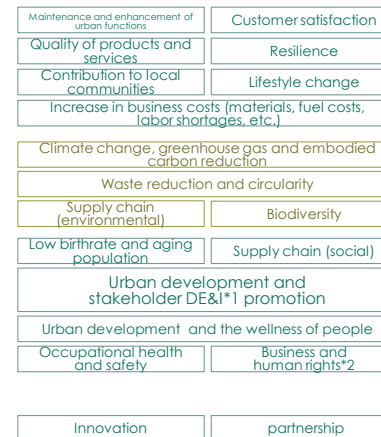 Maintenance and enhancement of
urban functions
Customer satisfaction
Quality of products and
services
Resilience
Contribution to local
communities
Lifestyle change
Increase in business costs (materials, fuel costs,
labor shortages, etc.)
Climate change, greenhouse gas and embodied
carbon reduction
Waste reduction and circularity
Supply chain
(environmental)
Biodiversity
Low birthrate and aging
population
Supply chain (social)
Urban development and
stakeholder DE&I*1 promotion
Urban development and the wellness of people
Occupational health
and safety
Business and
human rights*2
Innovation
partnership